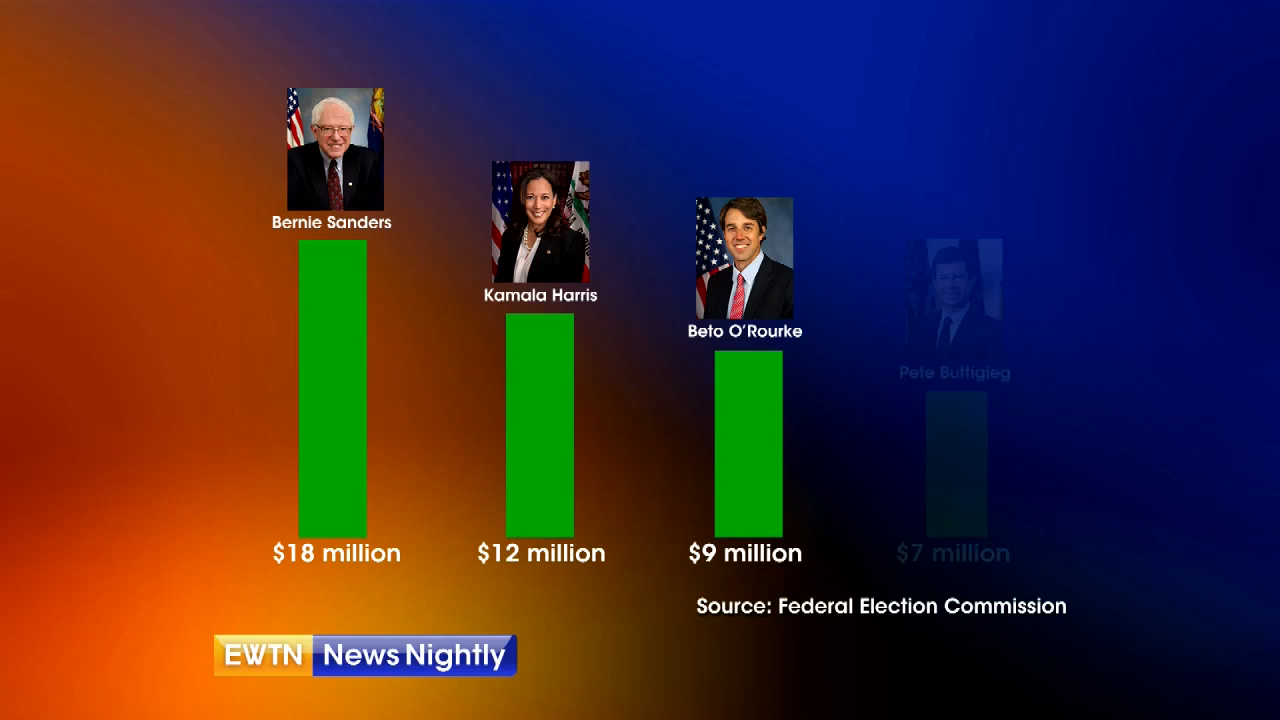 Bernie Sanders
Kamala Harris
Beto O'Rourke
Pete Buttigieg
$18 million
$12 million
$9 million
$7 million
Source: Federal Election Commission
EWTN News Nightly